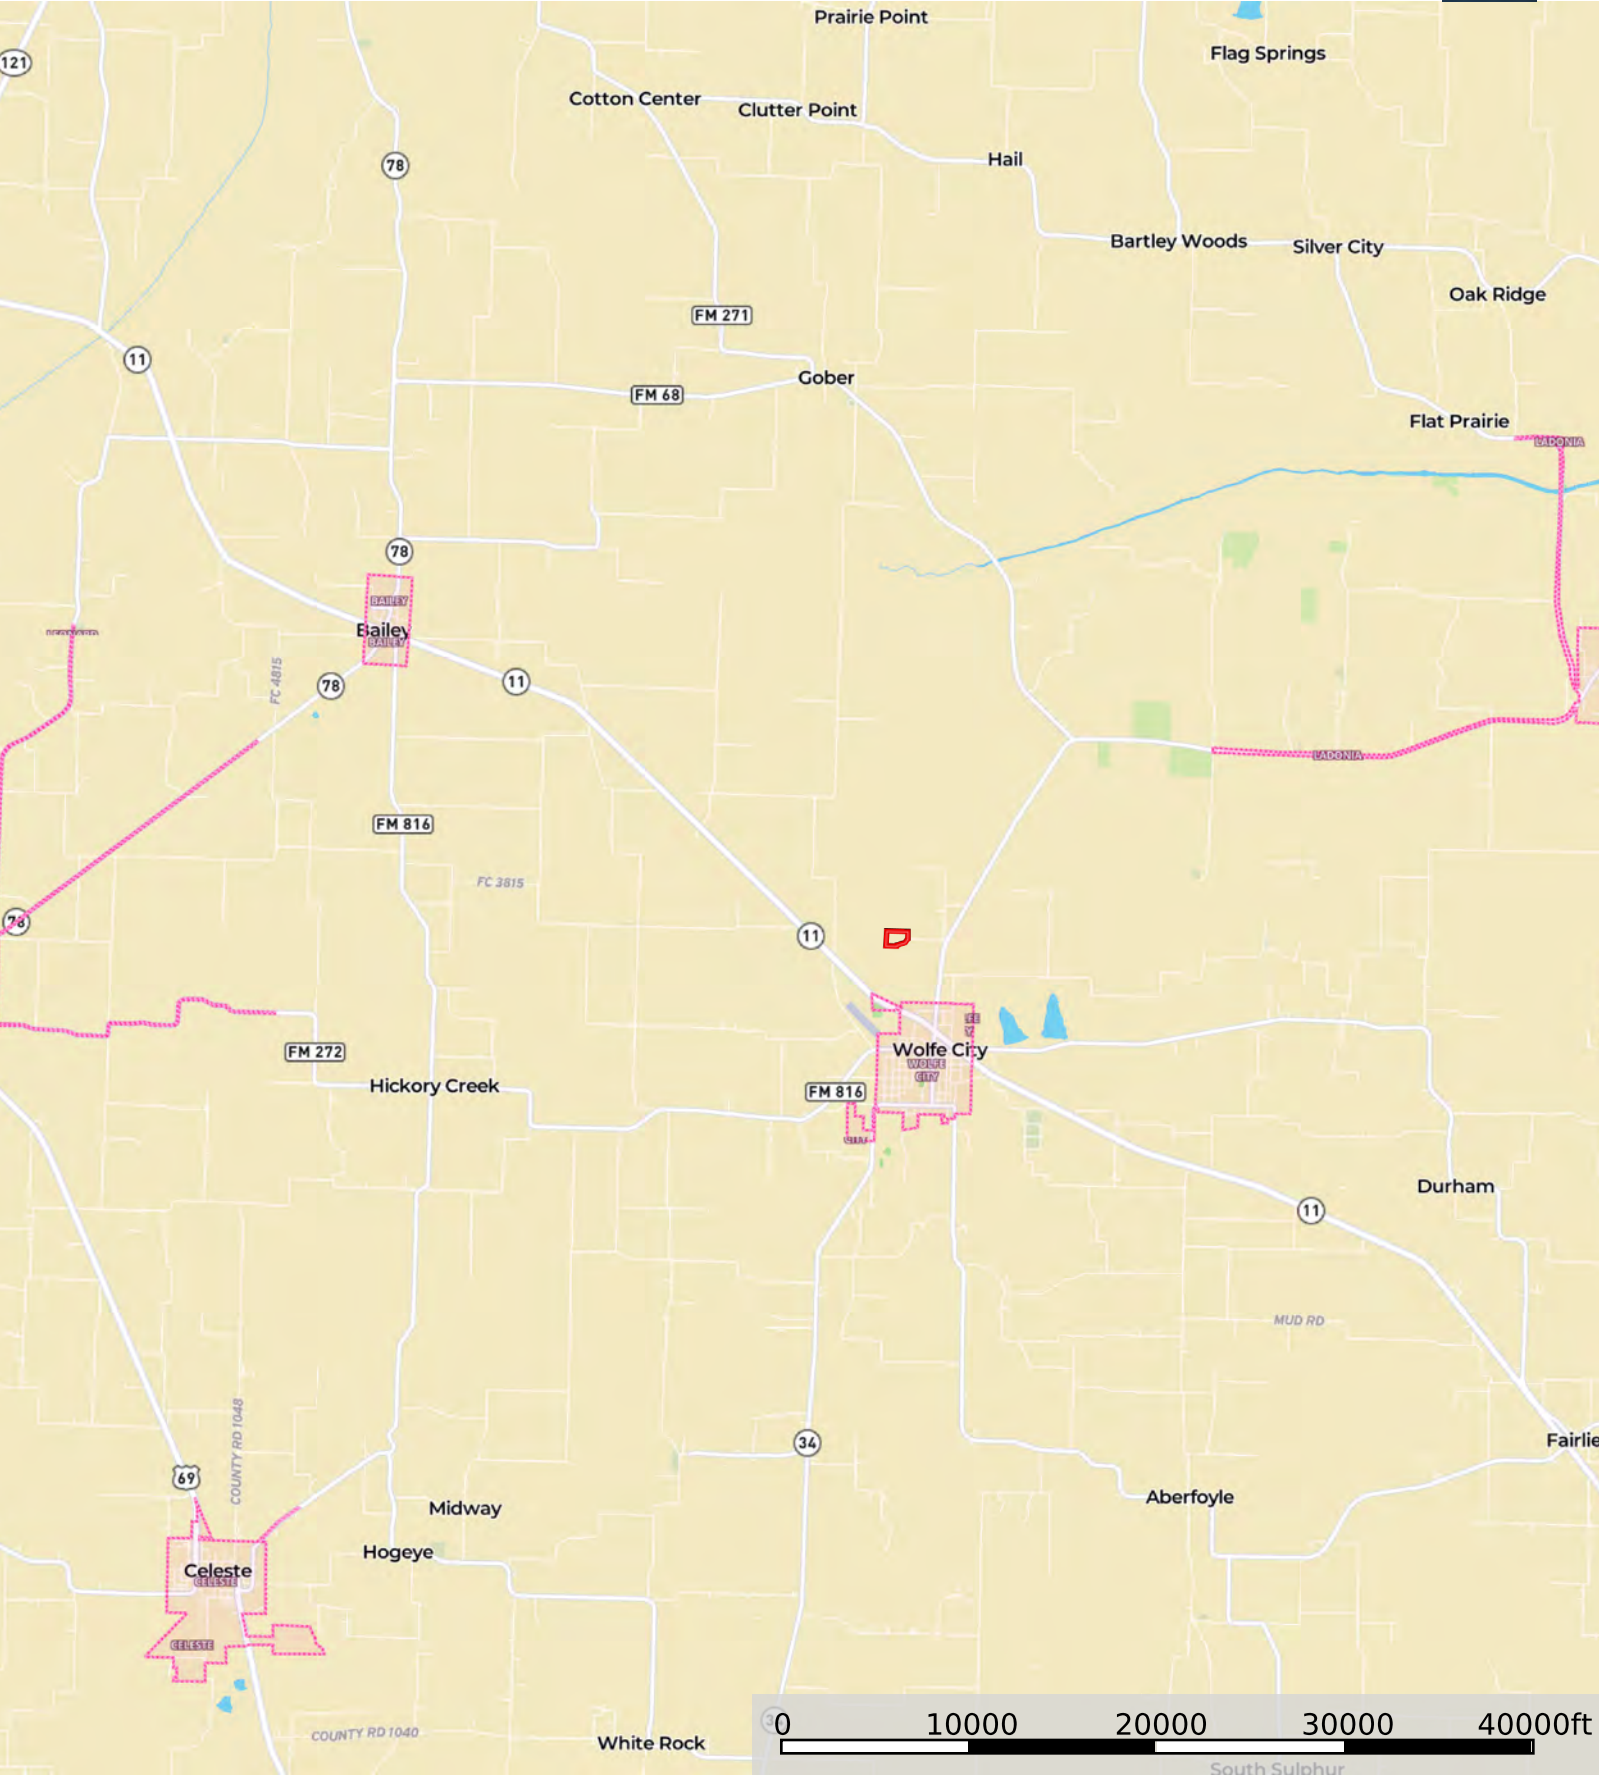 Prairie Point
Flag Springs
121
Cotton Center
Clutter Point
78
Hail
Bartley Woods
Silver City
Oak Ridge
FM 271
11
Gober
FM 68
Flat Prairie
LADONIA
78
BAILEY
Bailey
BAILEY
LEONARD
FC 4815
78
11
LADONIA
FM 816
FC 3815
78
11
Wolfe City
WOLFE
CITY
FM 272
Hickory Creek
FM 816
Durham
11
MUD RD
COUNTY RD 1048
34
Fairlie
69
Midway
Aberfoyle
Hogeye
Celeste
CELESTE
CELESTE
COUNTY RD 1040
White Rock
0 10000 20000 30000 40000ft
South Sulphur